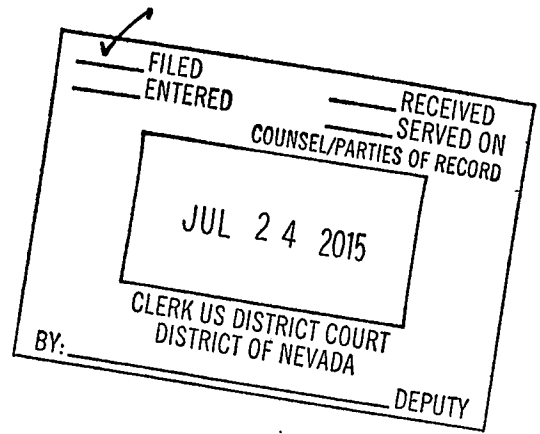 ✓ FILED
ENTERED
RECEIVED
SERVED ON
COUNSEL/PARTIES OF RECORD
JUL 24 2015
CLERK US DISTRICT COURT
DISTRICT OF NEVADA
BY: DEPUTY